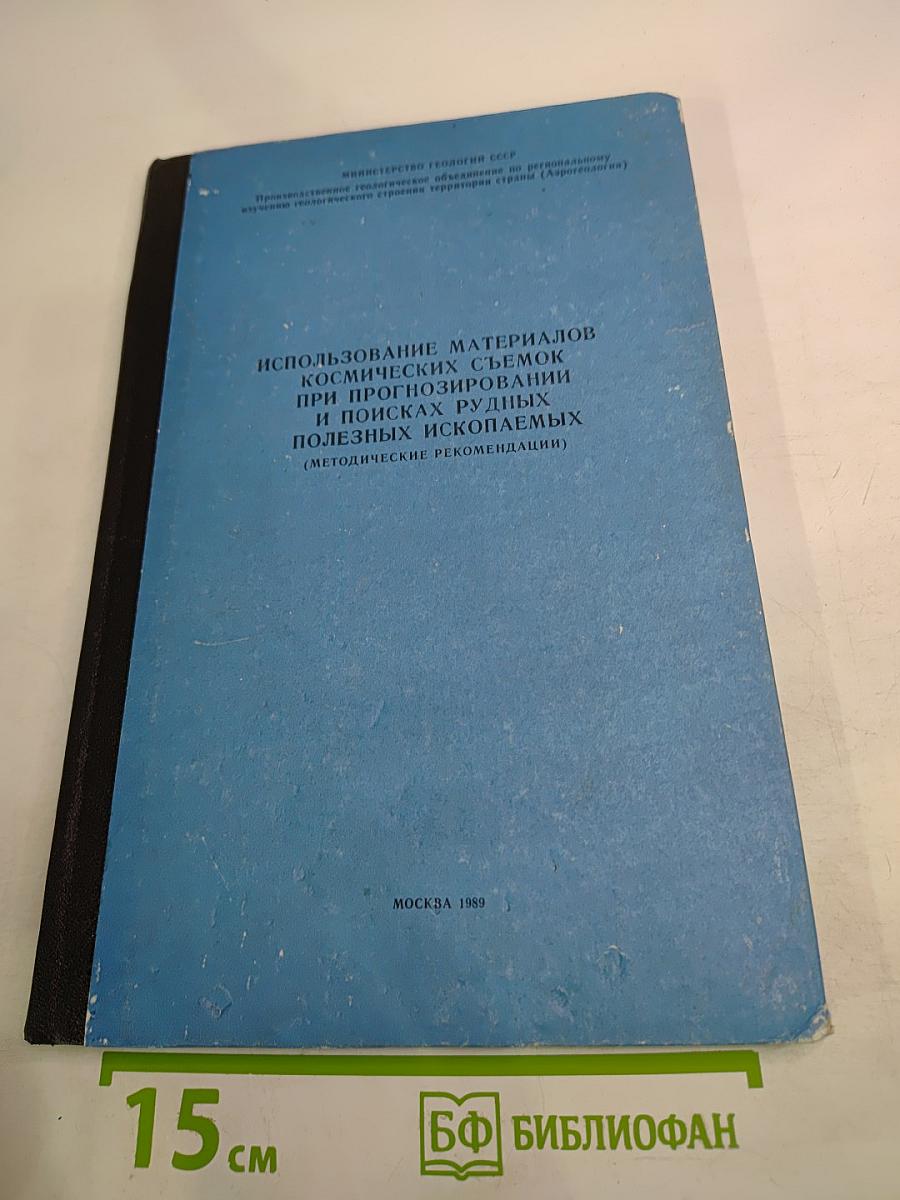 МИНИСТЕРСТВО ГЕОЛОГИИ СССР
Производственное геологическое объединение по региональному
изучению геологического строения территории страны (Аэрогеология)
ИСПОЛЬЗОВАНИЕ МАТЕРИАЛОВ
КОСМИЧЕСКИХ СЪЕМОК
ПРИ ПРОГНОЗИРОВАНИИ
И ПОИСКАХ РУДНЫХ
ПОЛЕЗНЫХ ИСКОПАЕМЫХ
(МЕТОДИЧЕСКИЕ РЕКОМЕНДАЦИИ)
МОСКВА 1989
15 см
БФ БИБЛИОФАН